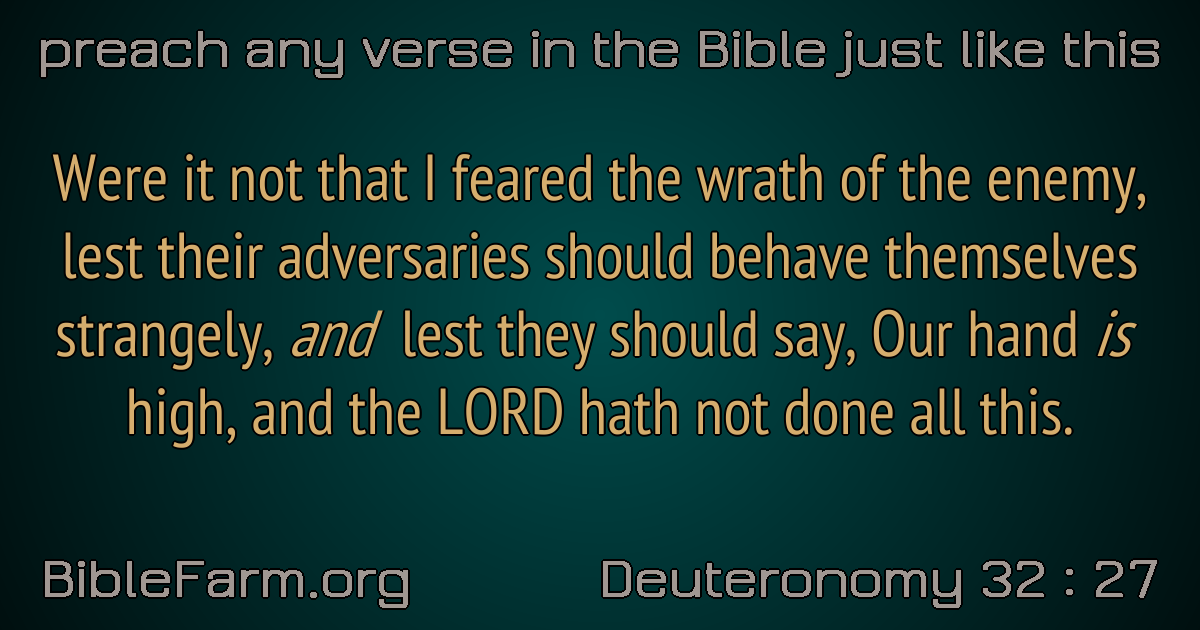 preach any verse in the Bible just like this
Were it not that I feared the wrath of the enemy,
lest their adversaries should behave themselves
strangely, and lest they should say, Our hand is
high, and the LORD hath not done all this.
BibleFarm.org
Deuteronomy 32 : 27